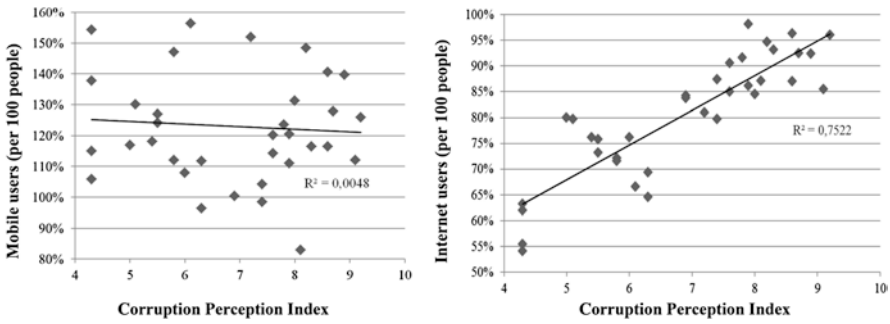 Mobile users (per 100 people)
160%
150%
140%
130%
120%
110%
100%
90%
80%
R² = 0,0048
4 5 6 7 8 9 10
Corruption Perception Index
Internet users (per 100 people)
100%
95%
90%
85%
80%
75%
70%
65%
60%
55%
50%
R² = 0,7522
4 5 6 7 8 9 10
Corruption Perception Index